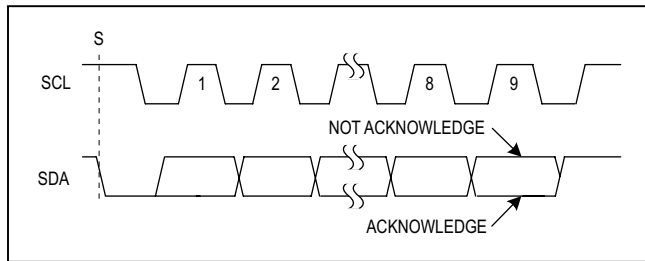 S
SCL
1 2 8 9
NOT ACKNOWLEDGE
SDA
ACKNOWLEDGE